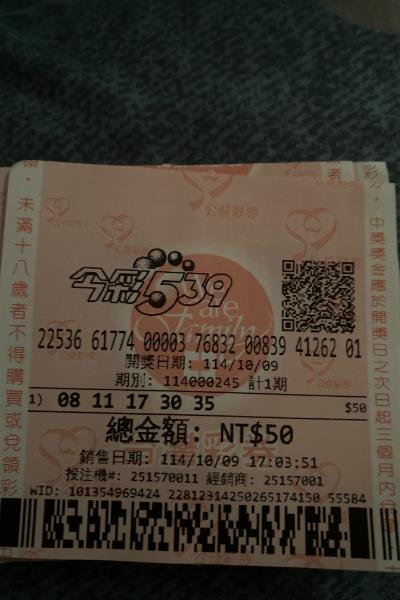 公益彩券
今彩539
are Family
22536 61774 00003 76832 00839 41262 01
開獎日期: 114/10/09
期別: 114000245 計1期
1) 08 11 17 30 35 $50
總金額: NT$50
銷售日期: 114/10/09 17:03:51
投注機#: 251570011 經銷商: 25157001
WID: 101354969424 228123142502651741​50 55584
未滿十八歲者不得購買或兌領彩
中獎獎金應於開獎日之次日起三個月內